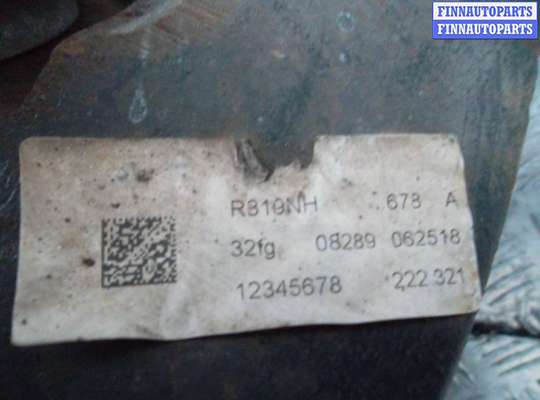 FINNAUTOPARTS
FINNAUTOPARTS
R819NH 678 A
32fg 08289 062518
12345678 222 321